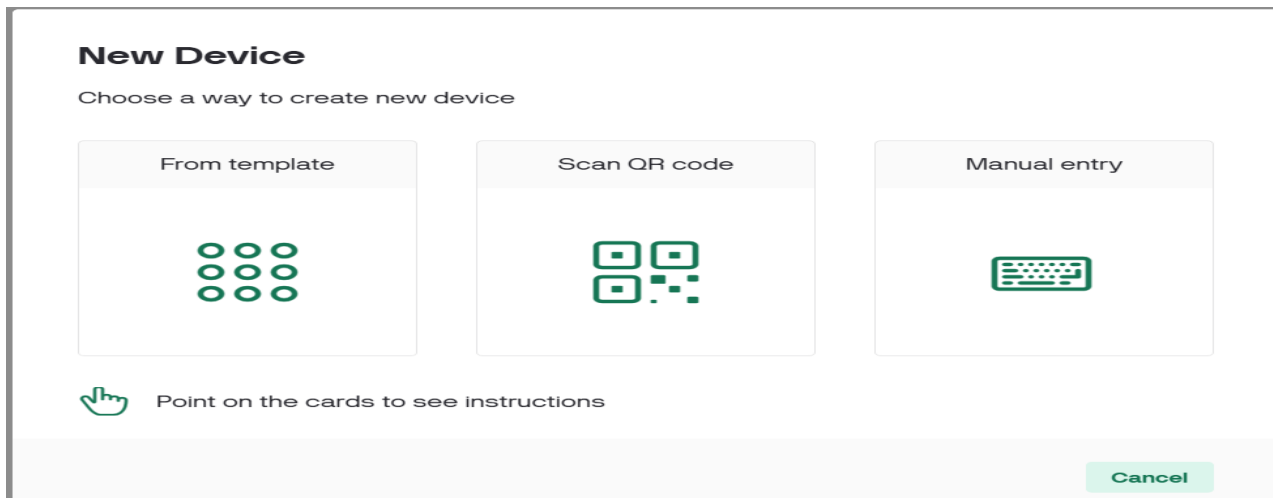 New Device
Choose a way to create new device
From template
Scan QR code
Manual entry
Point on the cards to see instructions
Cancel